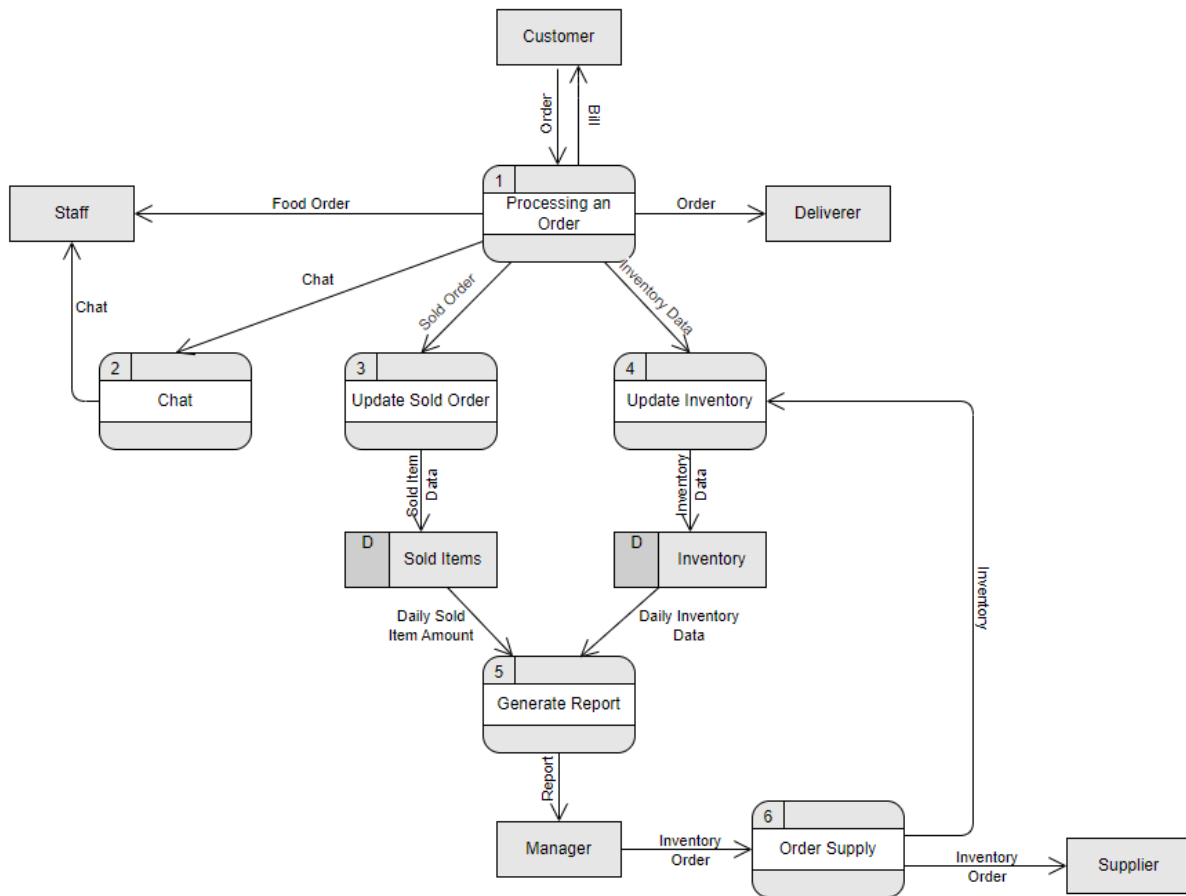 Customer
Order
Bill
1
Processing an
Order
Staff
Food Order
Order
Deliverer
Chat
Chat
Sold Order
Inventory Data
2
Chat
3
Update Sold Order
4
Update Inventory
Sold Item
Data
Inventory
Data
D
Sold Items
D
Inventory
Daily Sold
Item Amount
Daily Inventory
Data
Inventory
5
Generate Report
Report
Manager
Inventory
Order
6
Order Supply
Inventory
Order
Supplier